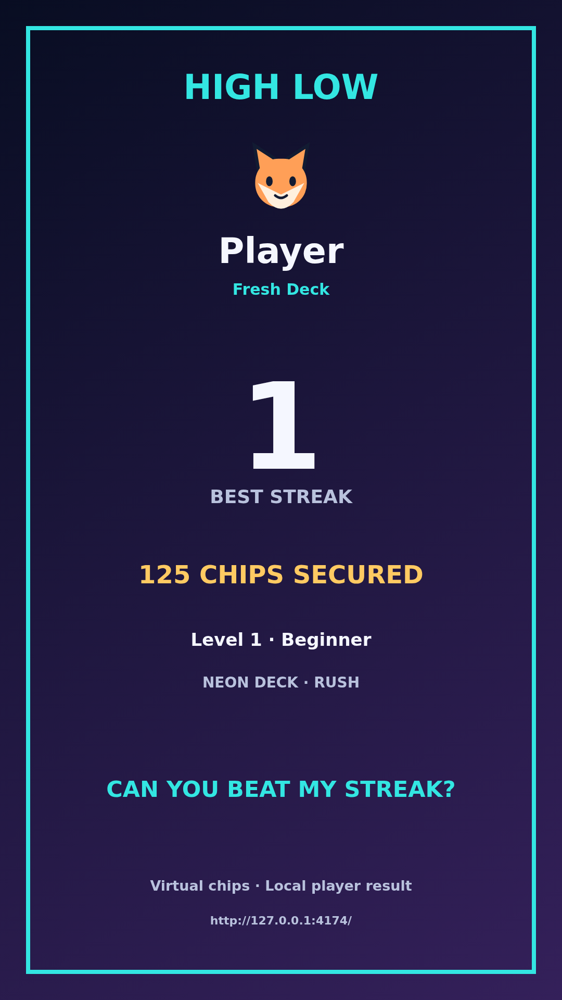 HIGH LOW
Player
Fresh Deck
1
BEST STREAK
125 CHIPS SECURED
Level 1 · Beginner
NEON DECK · RUSH
CAN YOU BEAT MY STREAK?
Virtual chips · Local player result
http://127.0.0.1:4174/